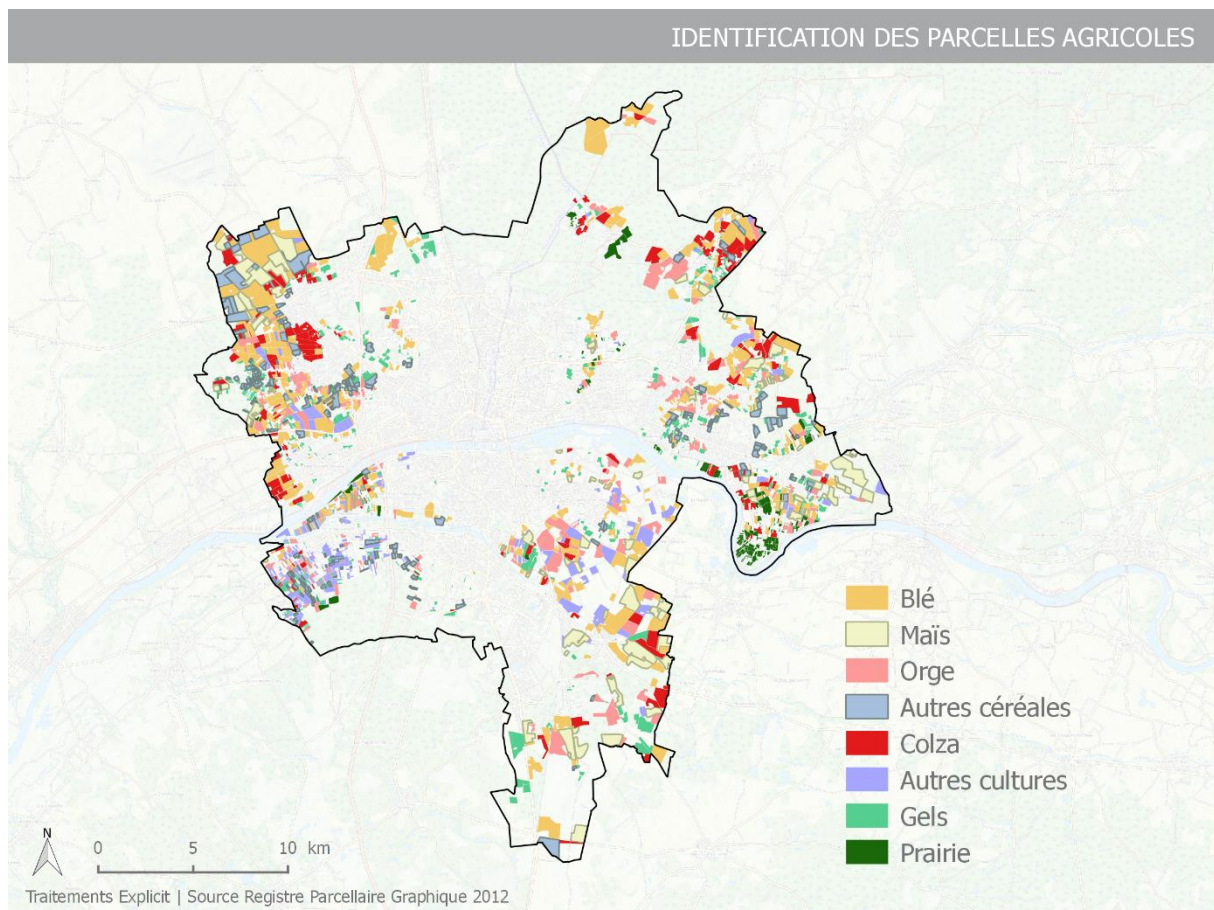 IDENTIFICATION DES PARCELLES AGRICOLES
Blé
Maïs
Orge
Autres céréales
Colza
Autres cultures
Gels
Prairie
N
0 5 10 km
Traitements Explicit | Source Registre Parcellaire Graphique 2012